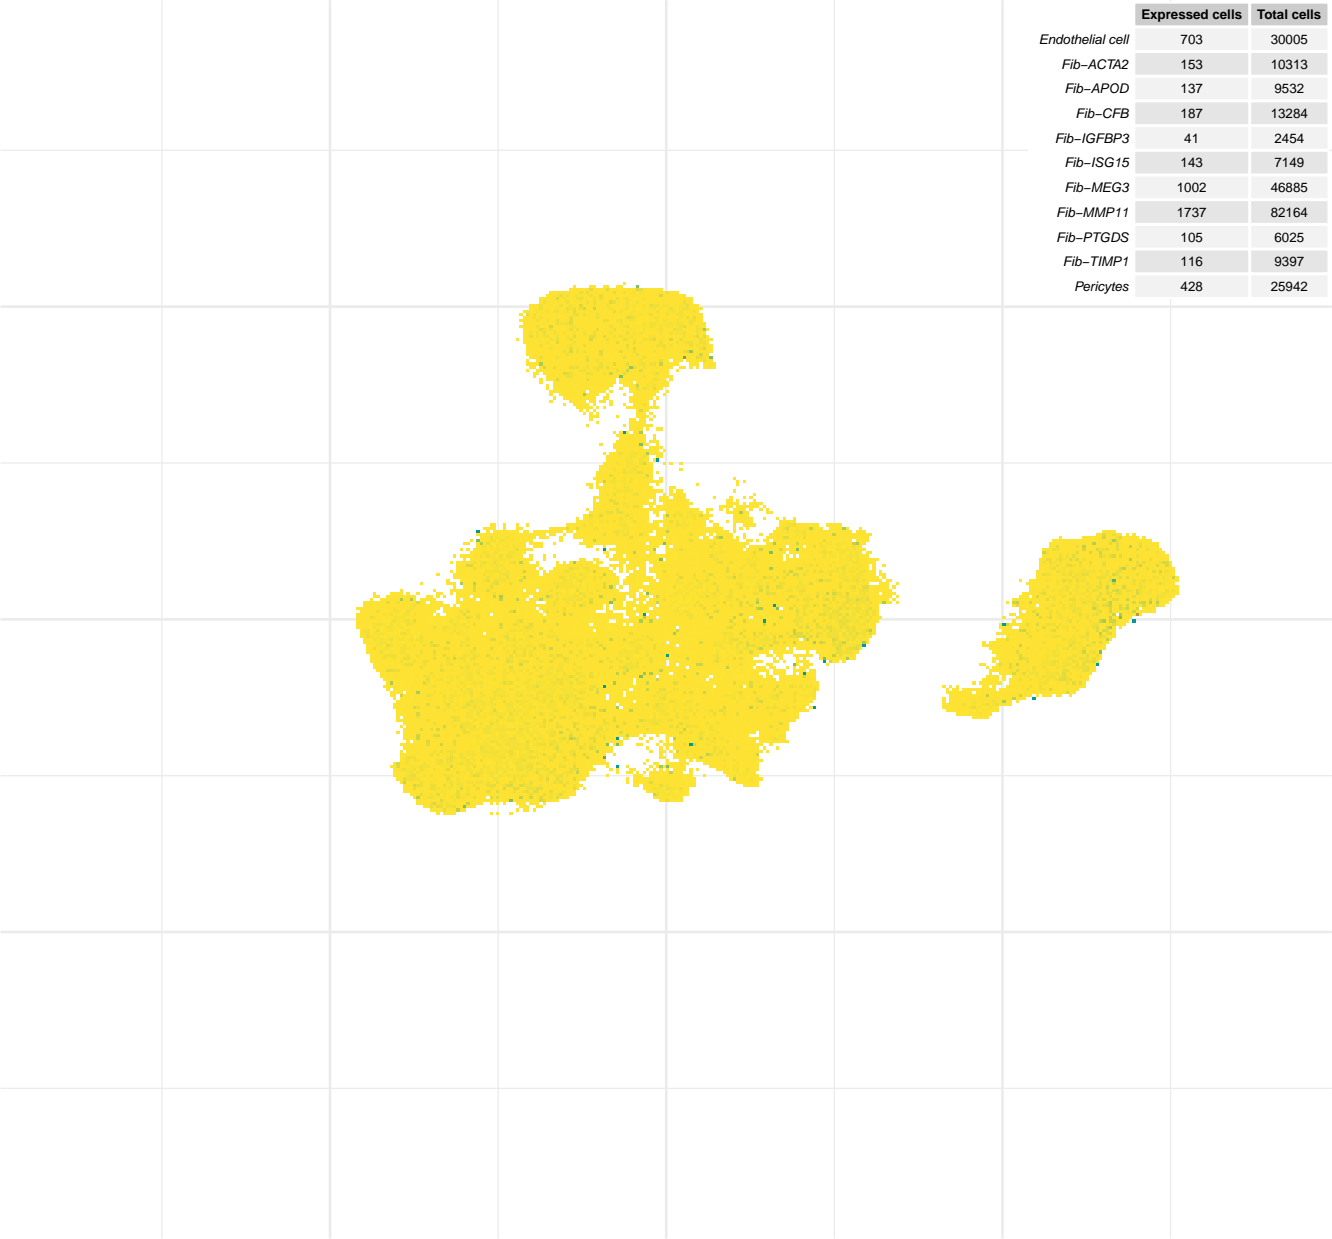 Expressed cells Total cells
Endothelial cell 703 30005
Fib−ACTA2 153 10313
Fib−APOD 137 9532
Fib−CFB 187 13284
Fib−IGFBP3 41 2454
Fib−ISG15 143 7149
Fib−MEG3 1002 46885
Fib−MMP11 1737 82164
Fib−PTGDS 105 6025
Fib−TIMP1 116 9397
Pericytes 428 25942